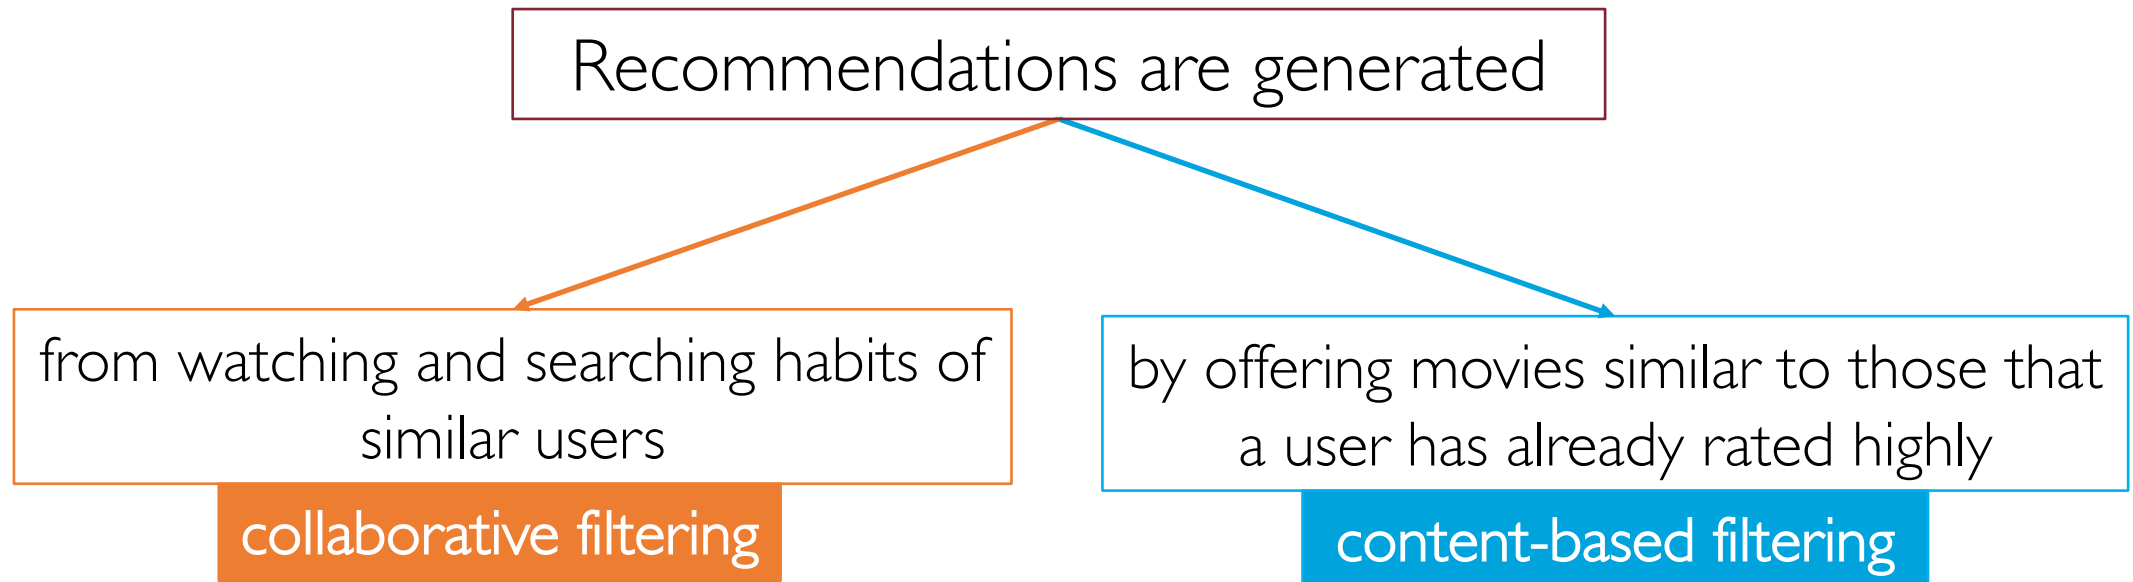 Recommendations are generated
from watching and searching habits of
similar users
collaborative filtering
by offering movies similar to those that
a user has already rated highly
content-based filtering